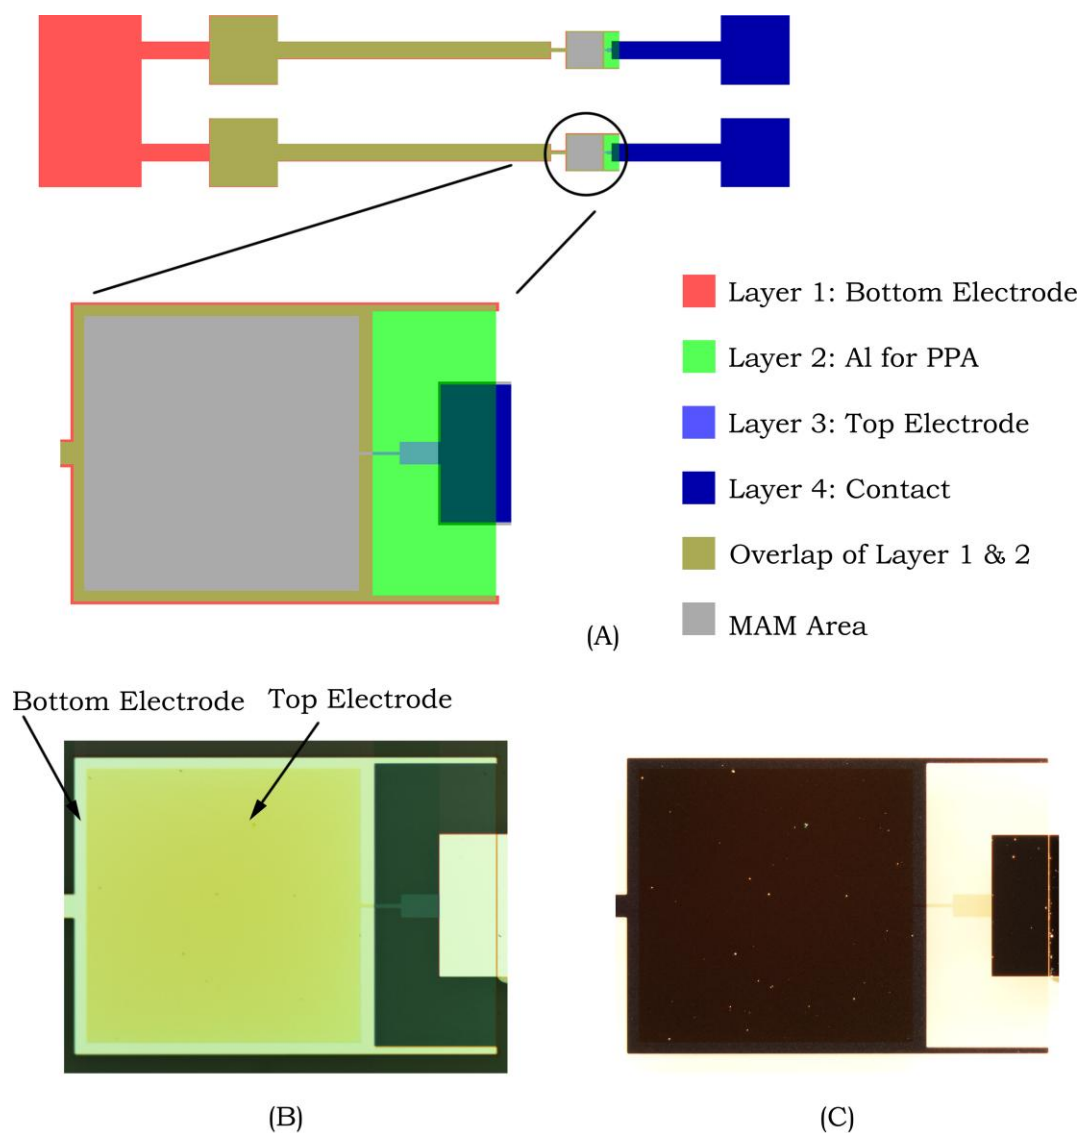 Layer 1: Bottom Electrode
Layer 2: Al for PPA
Layer 3: Top Electrode
Layer 4: Contact
Overlap of Layer 1 & 2
MAM Area
(A)
Bottom Electrode
Top Electrode
(B)
(C)